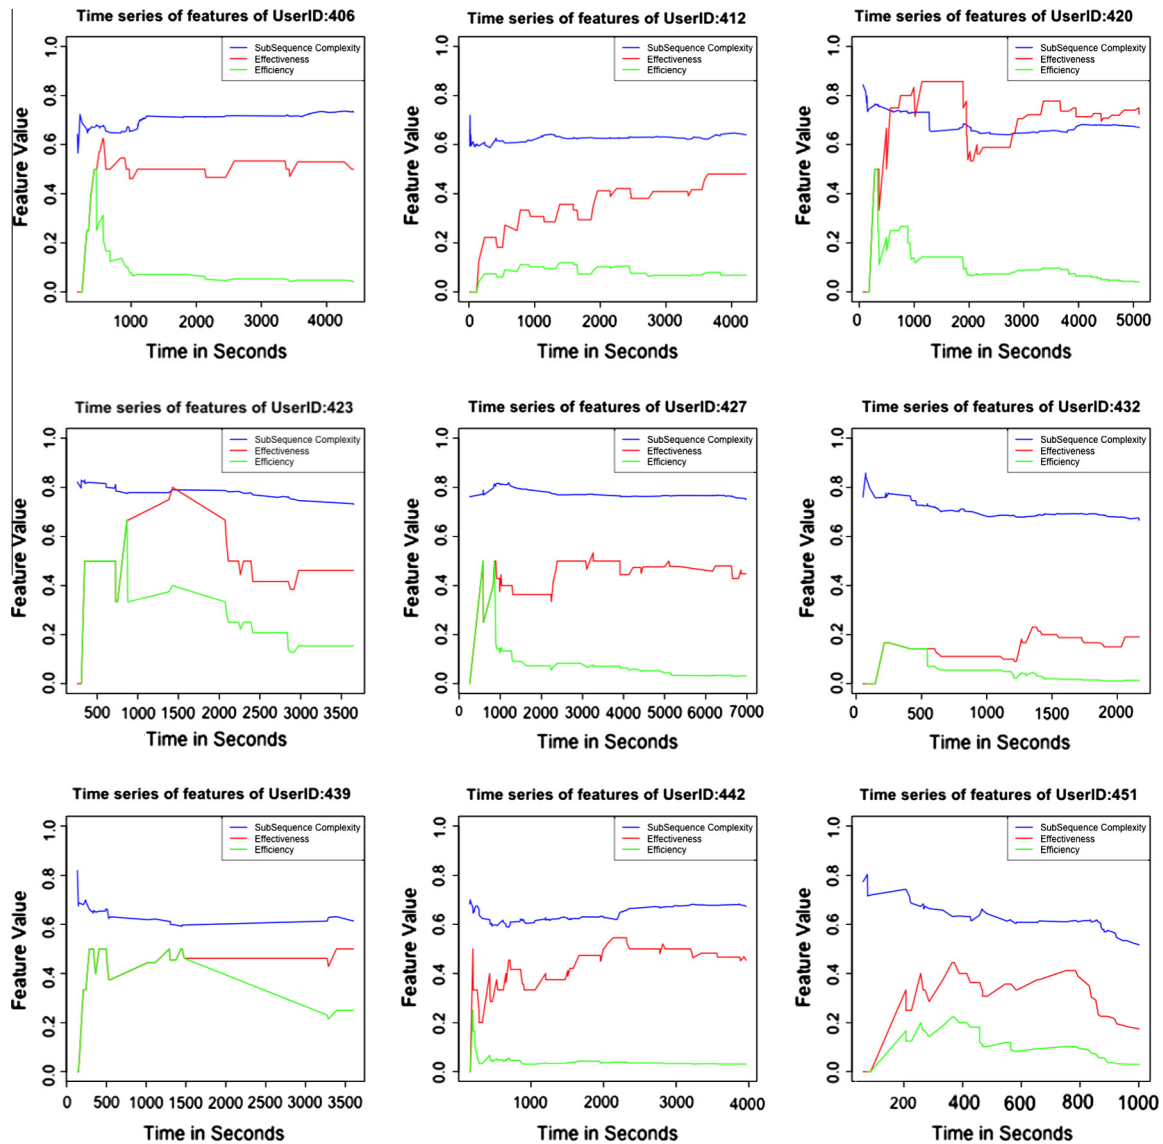 Time series of features of UserID:406
SubSequence Complexity
Effectiveness
Efficiency
Feature Value
0.0 0.2 0.4 0.6 0.8 1.0
1000 2000 3000 4000
Time in Seconds
Time series of features of UserID:412
SubSequence Complexity
Effectiveness
Efficiency
Feature Value
0.0 0.2 0.4 0.6 0.8 1.0
0 1000 2000 3000 4000
Time in Seconds
Time series of features of UserID:420
SubSequence Complexity
Effectiveness
Efficiency
Feature Value
0.0 0.2 0.4 0.6 0.8 1.0
0 1000 2000 3000 4000 5000
Time in Seconds
Time series of features of UserID:423
SubSequence Complexity
Effectiveness
Efficiency
Feature Value
0.0 0.2 0.4 0.6 0.8 1.0
500 1000 1500 2000 2500 3000 3500
Time in Seconds
Time series of features of UserID:427
SubSequence Complexity
Effectiveness
Efficiency
Feature Value
0.0 0.2 0.4 0.6 0.8 1.0
0 1000 2000 3000 4000 5000 6000 7000
Time in Seconds
Time series of features of UserID:432
SubSequence Complexity
Effectiveness
Efficiency
Feature Value
0.0 0.2 0.4 0.6 0.8 1.0
0 500 1000 1500 2000
Time in Seconds
Time series of features of UserID:439
SubSequence Complexity
Effectiveness
Efficiency
Feature Value
0.0 0.2 0.4 0.6 0.8 1.0
0 500 1000 1500 2000 2500 3000 3500
Time in Seconds
Time series of features of UserID:442
SubSequence Complexity
Effectiveness
Efficiency
Feature Value
0.0 0.2 0.4 0.6 0.8 1.0
0 1000 2000 3000 4000
Time in Seconds
Time series of features of UserID:451
SubSequence Complexity
Effectiveness
Efficiency
Feature Value
0.0 0.2 0.4 0.6 0.8 1.0
200 400 600 800 1000
Time in Seconds